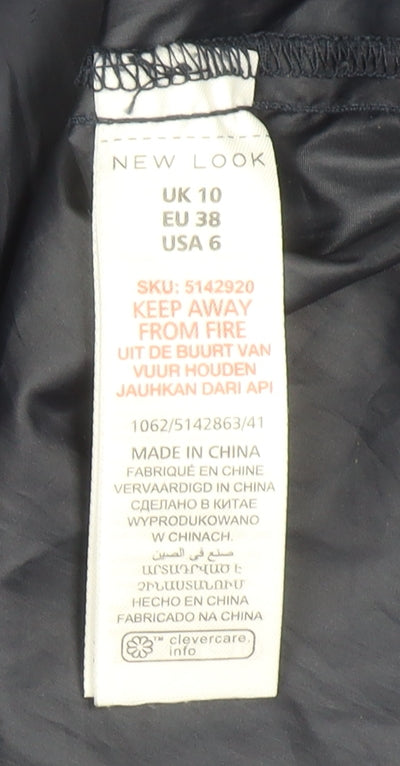 NEW LOOK
UK 10
EU 38
USA 6
SKU: 5142920
KEEP AWAY
FROM FIRE
UIT DE BUURT VAN
VUUR HOUDEN
JAUHKAN DARI API
1062/5142863/41
MADE IN CHINA
FABRIQUÉ EN CHINE
VERVAARDIGD IN CHINA
СДЕЛАНО В КИТАЕ
WYPRODUKOWANO
W CHINACH.
صنع في الصين
ԱՐՏԱԴՐՎԱԾ Է
ՉԻՆԱՍՏԱՆՈՒՄ
HECHO EN CHINA
FABRICADO NA CHINA
™ clevercare.
info